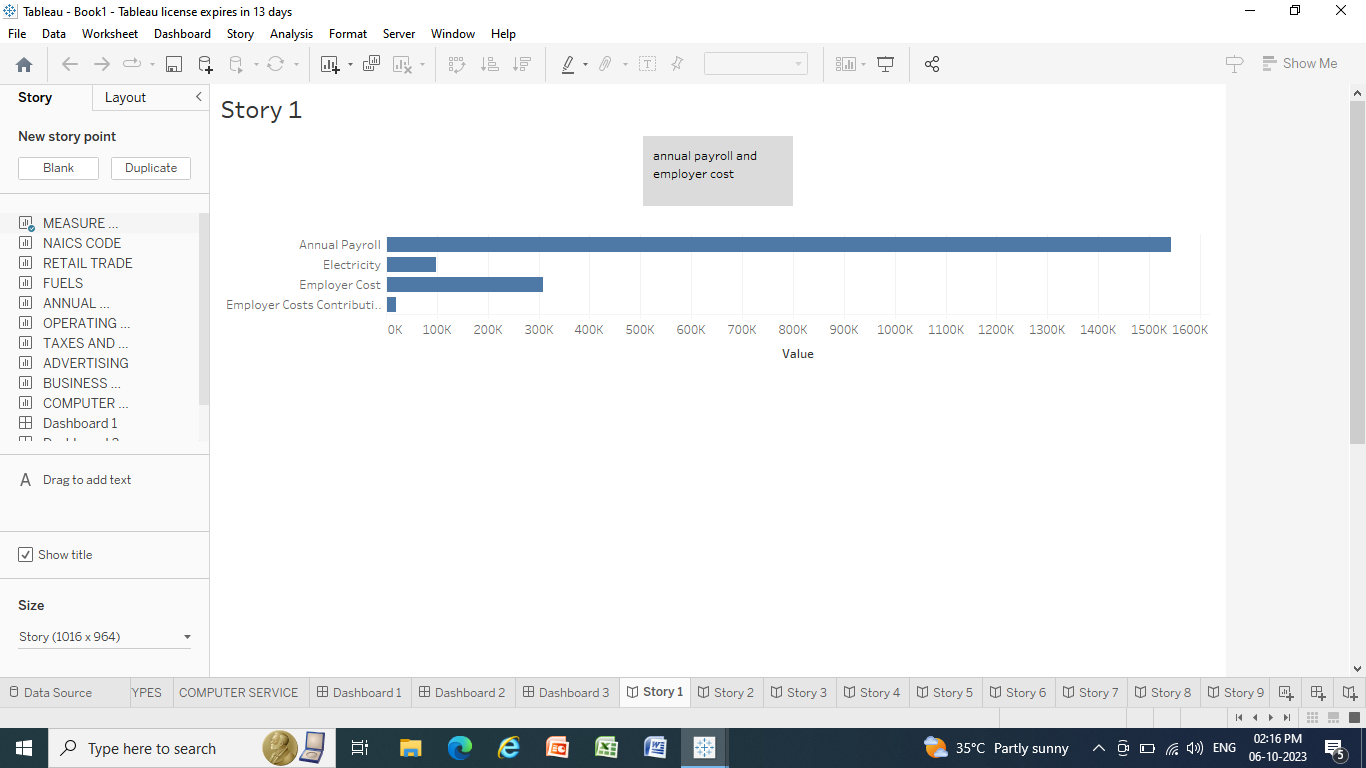 Tableau - Book1 - Tableau license expires in 13 days
File Data Worksheet Dashboard Story Analysis Format Server Window Help
Show Me
Story Layout
New story point
Blank Duplicate
MEASURE ...
NAICS CODE
RETAIL TRADE
FUELS
ANNUAL ...
OPERATING ...
TAXES AND ...
ADVERTISING
BUSINESS ...
COMPUTER ...
Dashboard 1
A Drag to add text
Show title
Size
Story (1016 x 964)
Story 1
annual payroll and
employer cost
Annual Payroll
Electricity
Employer Cost
Employer Costs Contributi..
0K 100K 200K 300K 400K 500K 600K 700K 800K 900K 1000K 1100K 1200K 1300K 1400K 1500K 1600K
Value
Data Source YPES COMPUTER SERVICE Dashboard 1 Dashboard 2 Dashboard 3 Story 1 Story 2 Story 3 Story 4 Story 5 Story 6 Story 7 Story 8 Story 9
Type here to search
35°C Partly sunny
ENG
02:16 PM
06-10-2023
5